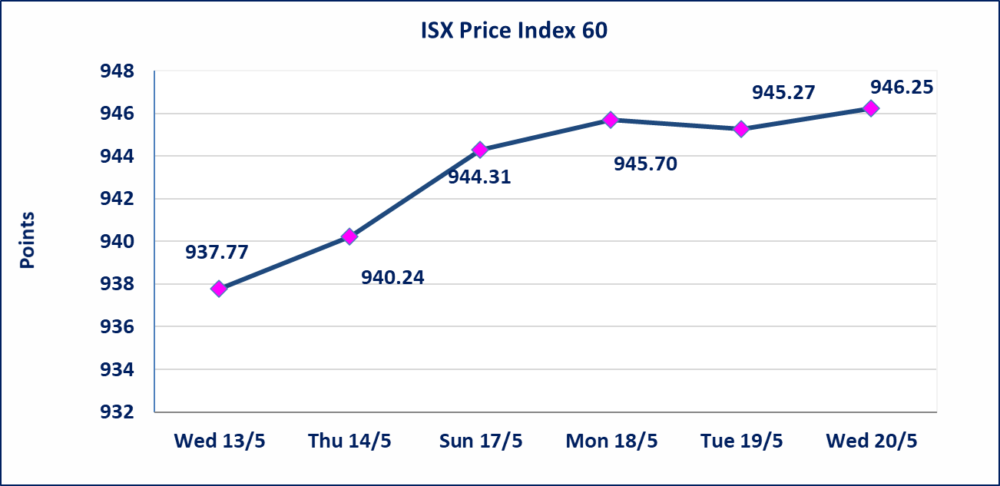 ISX Price Index 60
948
946
944
942
940
938
936
934
932
Points
937.77
940.24
944.31
945.70
945.27
946.25
Wed 13/5
Thu 14/5
Sun 17/5
Mon 18/5
Tue 19/5
Wed 20/5